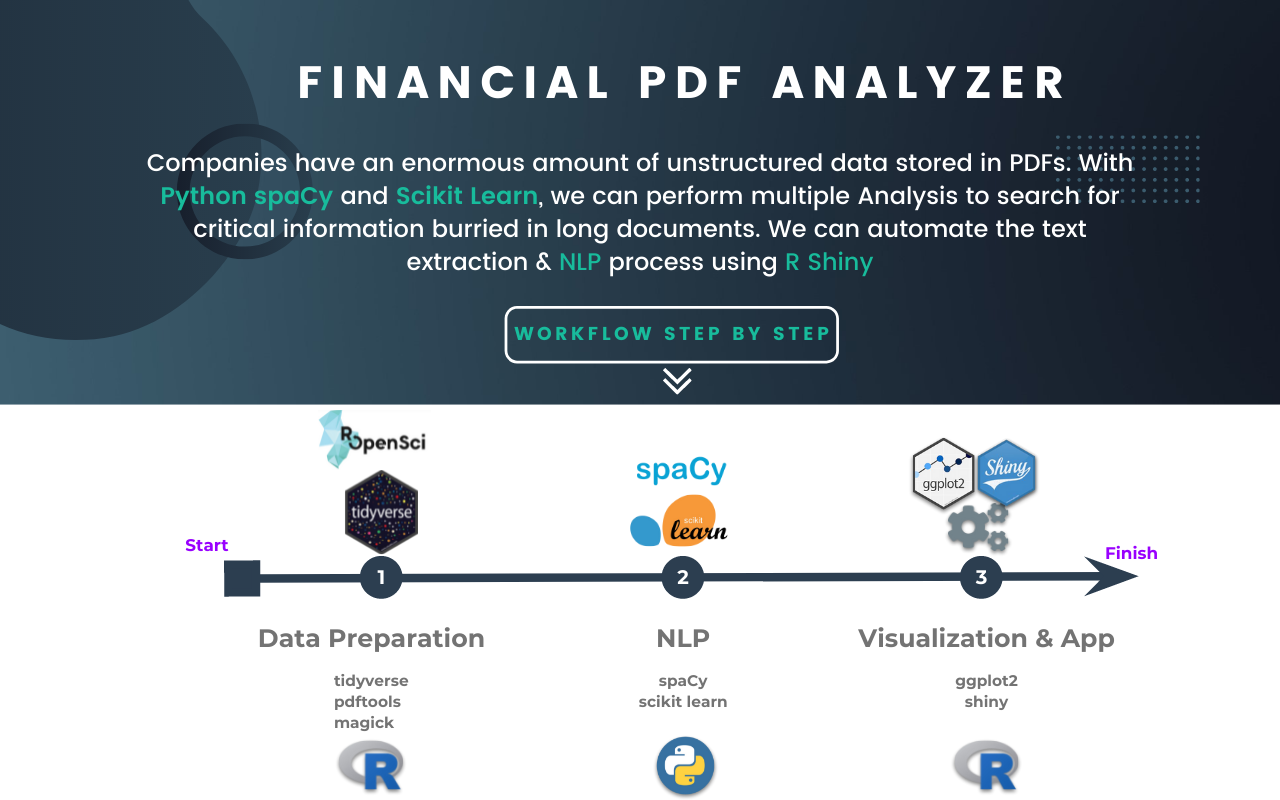 FINANCIAL PDF ANALYZER
Companies have an enormous amount of unstructured data stored in PDFs. With
Python spaCy and Scikit Learn, we can perform multiple Analysis to search for
critical information burried in long documents. We can automate the text
extraction & NLP process using R Shiny
WORKFLOW STEP BY STEP
ROpenSci
tidyverse
spaCy
scikit
learn
ggplot2
Shiny
Start
Finish
1
2
3
Data Preparation
NLP
Visualization & App
tidyverse
pdftools
magick
spaCy
scikit learn
ggplot2
shiny
R
R